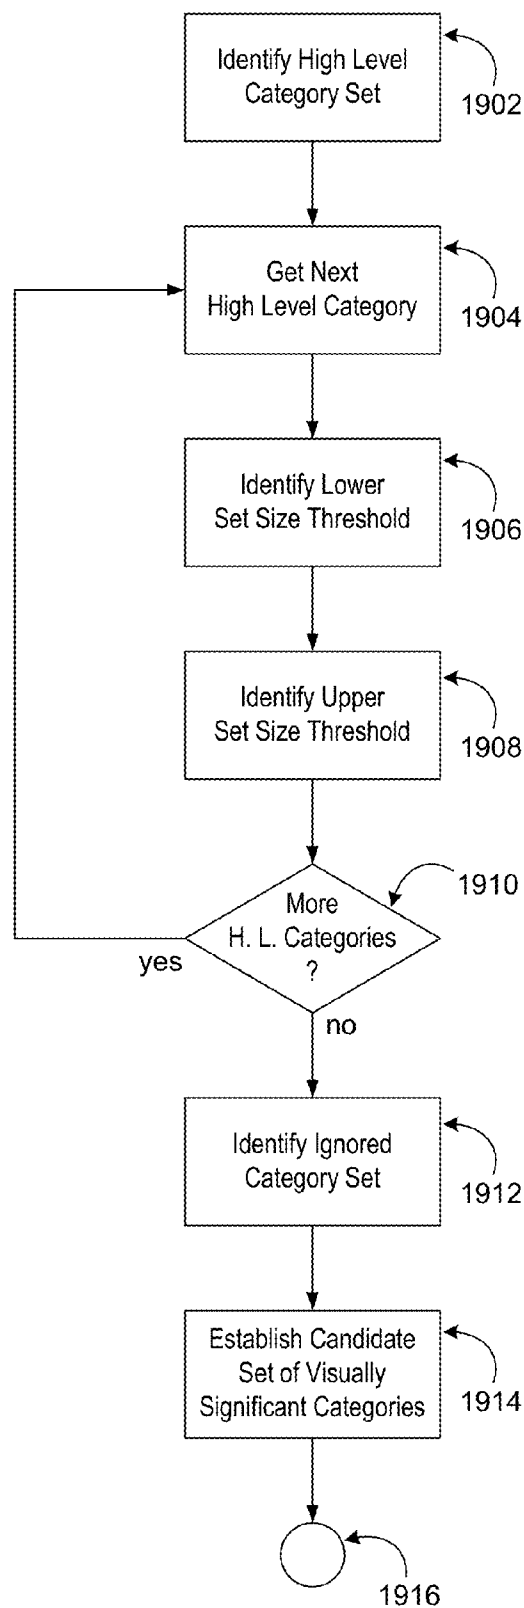 Identify High Level
Category Set
1902
Get Next
High Level Category
1904
Identify Lower
Set Size Threshold
1906
Identify Upper
Set Size Threshold
1908
More
H. L. Categories
?
1910
yes
no
Identify Ignored
Category Set
1912
Establish Candidate
Set of Visually
Significant Categories
1914
1916